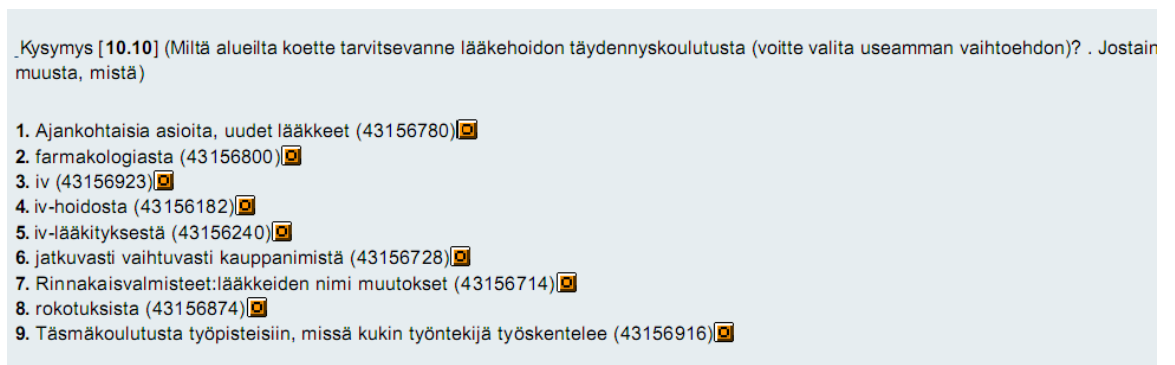 Kysymys [10.10] (Miltä alueilta koette tarvitsevanne lääkehoidon täydennyskoulutusta (voitte valita useamman vaihtoehdon)? . Jostain
muusta, mistä)
1. Ajankohtaisia asioita, uudet lääkkeet (43156780)
2. farmakologiasta (43156800)
3. iv (43156923)
4. iv-hoidosta (43156182)
5. iv-lääkityksestä (43156240)
6. jatkuvasti vaihtuvasti kauppanimistä (43156728)
7. Rinnakaisvalmisteet:lääkkeiden nimi muutokset (43156714)
8. rokotuksista (43156874)
9. Täsmäkoulutusta työpisteisiin, missä kukin työntekijä työskentelee (43156916)